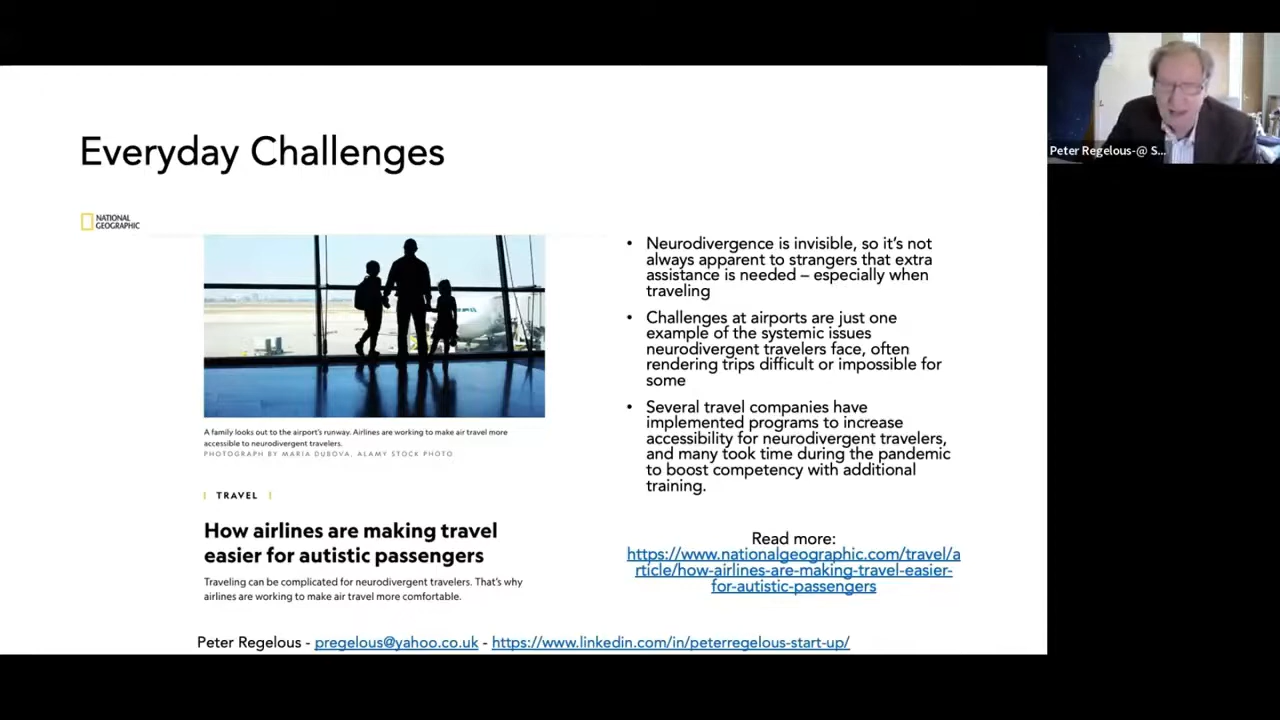 Everyday Challenges
NATIONAL
GEOGRAPHIC
A family looks out to the airport's runway. Airlines are working to make air travel more
accessible to neurodivergent travelers.
PHOTOGRAPH BY MARIA DUBOVA, ALAMY STOCK PHOTO
| TRAVEL |
How airlines are making travel
easier for autistic passengers
Traveling can be complicated for neurodivergent travelers. That's why
airlines are working to make air travel more comfortable.
• Neurodivergence is invisible, so it's not
always apparent to strangers that extra
assistance is needed – especially when
traveling
• Challenges at airports are just one
example of the systemic issues
neurodivergent travelers face, often
rendering trips difficult or impossible for
some
• Several travel companies have
implemented programs to increase
accessibility for neurodivergent travelers,
and many took time during the pandemic
to boost competency with additional
training.
Read more:
https://www.nationalgeographic.com/travel/a
rticle/how-airlines-are-making-travel-easier-
for-autistic-passengers
Peter Regelous - pregelous@yahoo.co.uk - https://www.linkedin.com/in/peterregelous-start-up/
Peter Regelous-@ S...